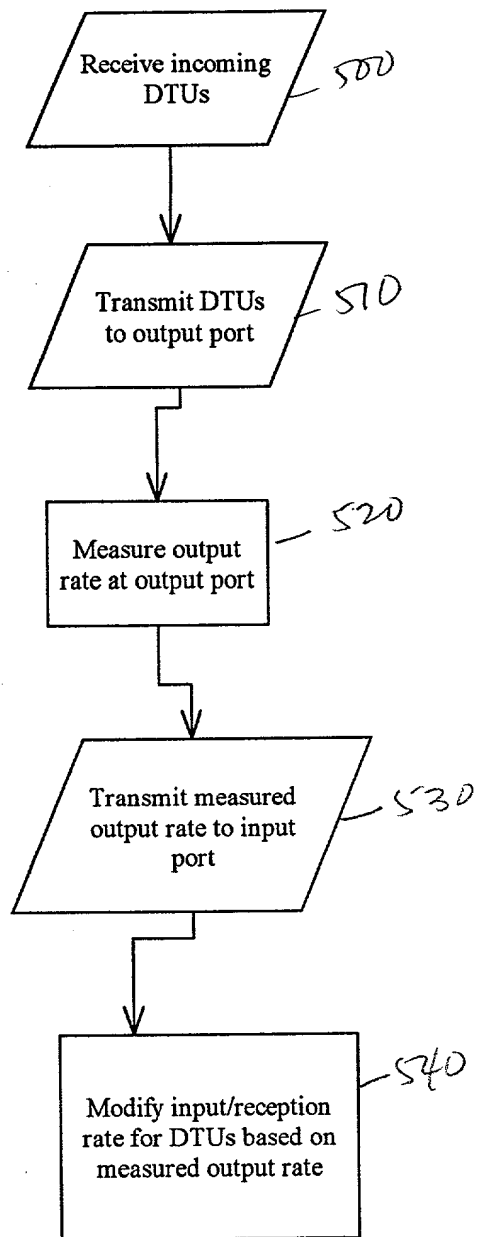 Receive incoming
DTUs
500
Transmit DTUs
to output port
510
Measure output
rate at output port
520
Transmit measured
output rate to input
port
530
Modify input/reception
rate for DTUs based on
measured output rate
540